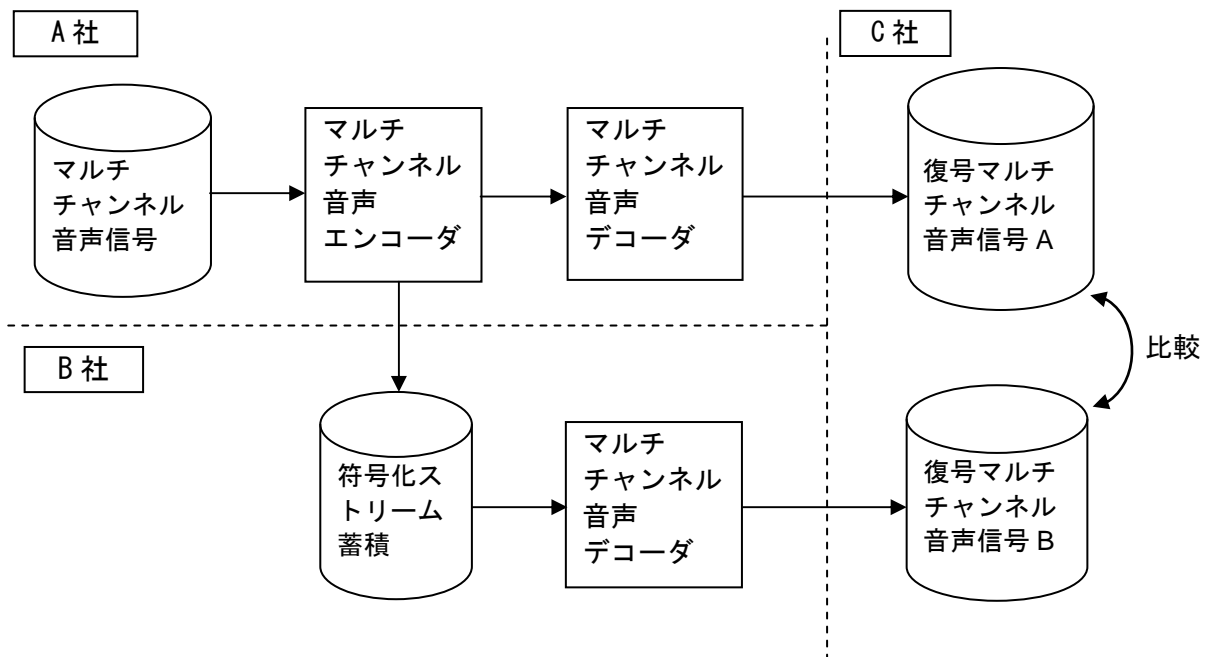 A社
マルチ
チャンネル
音声信号
マルチ
チャンネル
音声
エンコーダ
マルチ
チャンネル
音声
デコーダ
C社
復号マルチ
チャンネル
音声信号A
比較
B社
符号化ス
トリーム
蓄積
マルチ
チャンネル
音声
デコーダ
復号マルチ
チャンネル
音声信号B